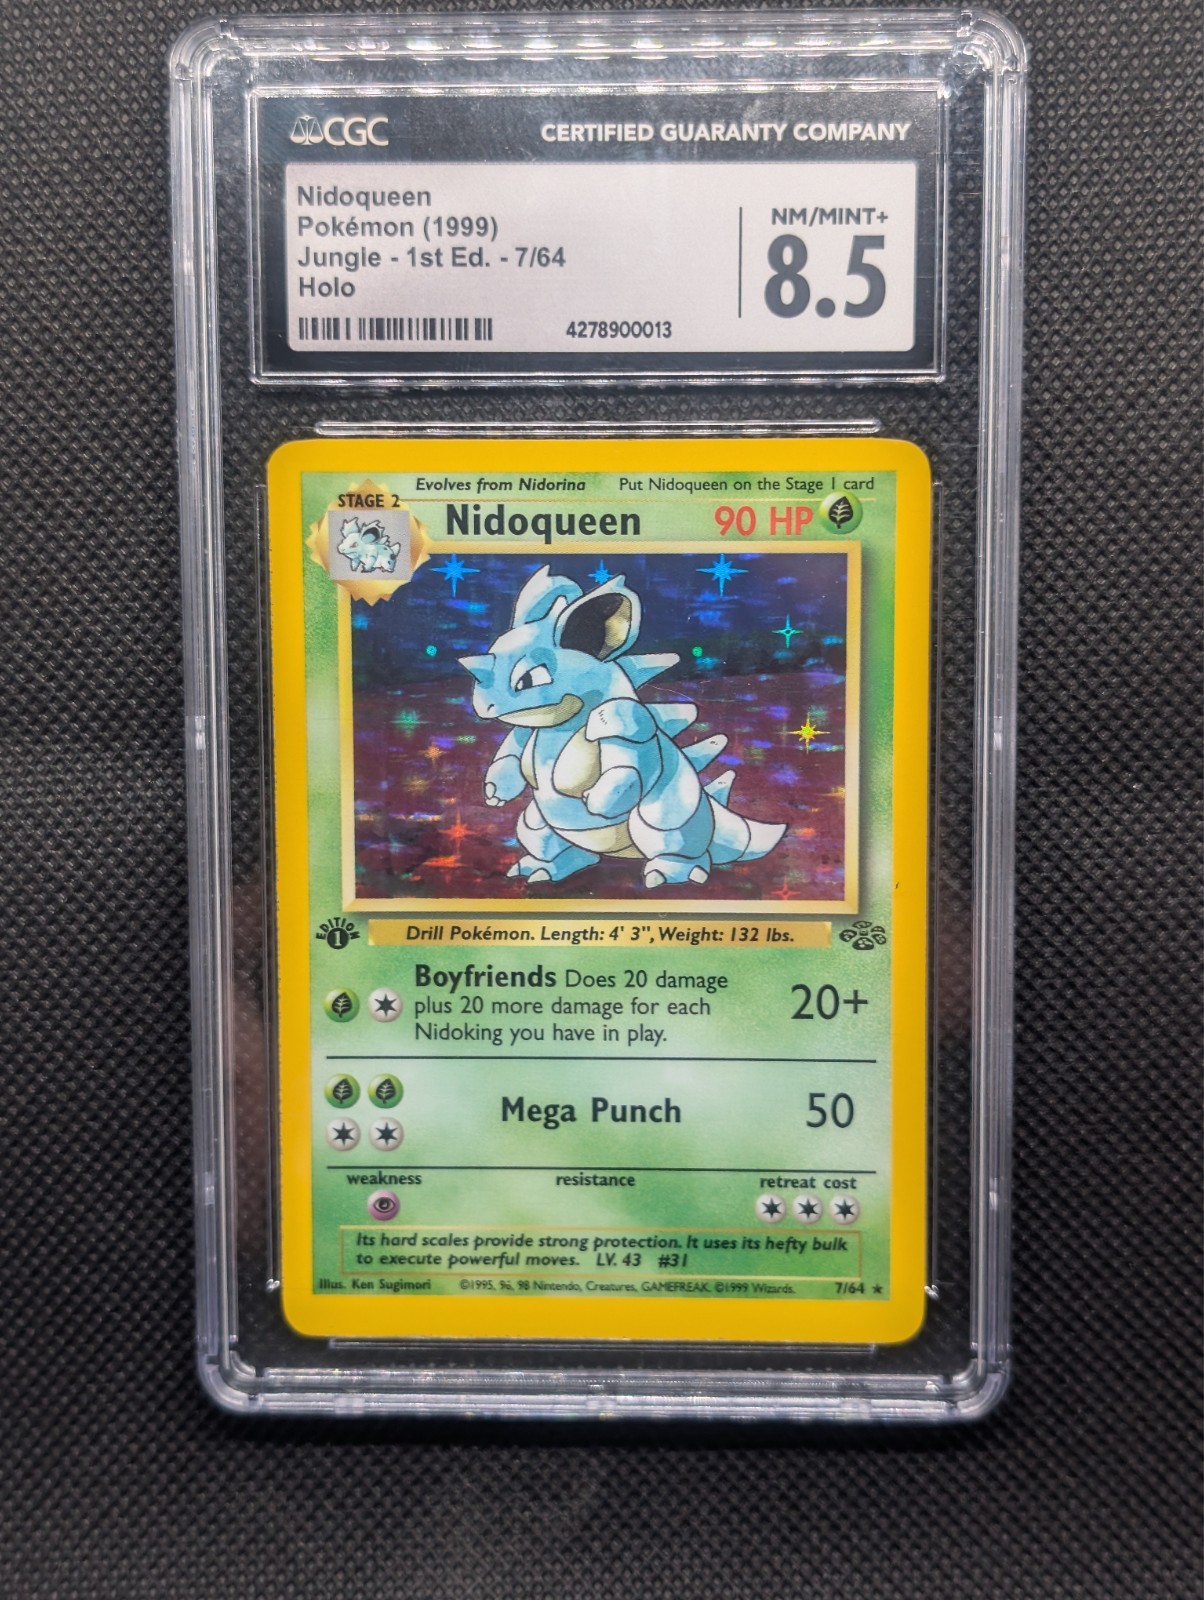 CGC
CERTIFIED GUARANTY COMPANY
Nidoqueen
Pokémon (1999)
Jungle - 1st Ed. - 7/64
Holo
4278900013
NM/MINT+
8.5
Evolves from Nidorina
Put Nidoqueen on the Stage 1 card
STAGE 2
Nidoqueen
90 HP
EDITION
1
Drill Pokémon. Length: 4' 3", Weight: 132 lbs.
Boyfriends Does 20 damage
plus 20 more damage for each
Nidoking you have in play.
20+
Mega Punch
50
weakness
resistance
retreat cost
Its hard scales provide strong protection. It uses its hefty bulk
to execute powerful moves. LV. 43 #31
Illus. Ken Sugimori
©1995, 96, 98 Nintendo, Creatures, GAMEFREAK. ©1999 Wizards.
7/64 ★